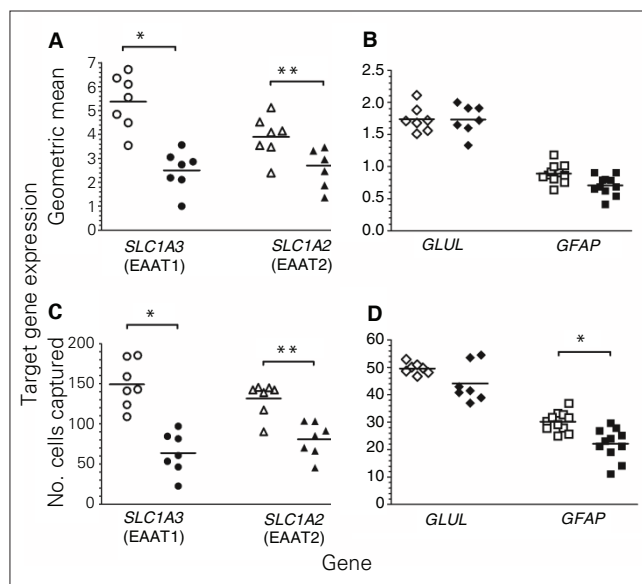 A
*
**
7
6
5
4
3
2
1
0
SLC1A3
(EAAT1)
SLC1A2
(EAAT2)
B
2.5
2.0
1.5
1.0
0.5
0.0
GLUL
GFAP
Target gene expression
Geometric mean
No. cells captured
C
*
**
200
150
100
50
0
SLC1A3
(EAAT1)
SLC1A2
(EAAT2)
D
*
60
50
40
30
20
10
0
GLUL
GFAP
Gene